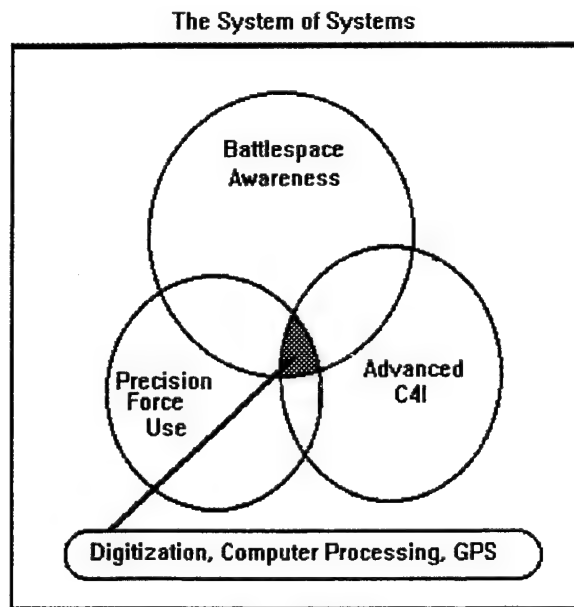 The System of Systems
Battlespace
Awareness
Precision
Force
Use
Advanced
C4I
Digitization, Computer Processing, GPS